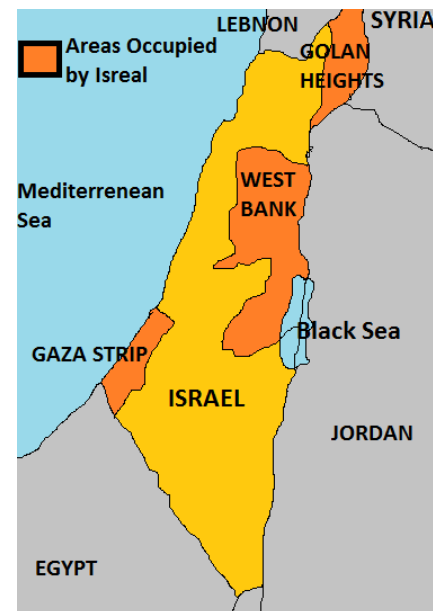 LEBNON
SYRIA
Areas Occupied
by Isreal
GOLAN
HEIGHTS
Mediterrenean
Sea
WEST
BANK
Black Sea
GAZA STRIP
ISRAEL
JORDAN
EGYPT